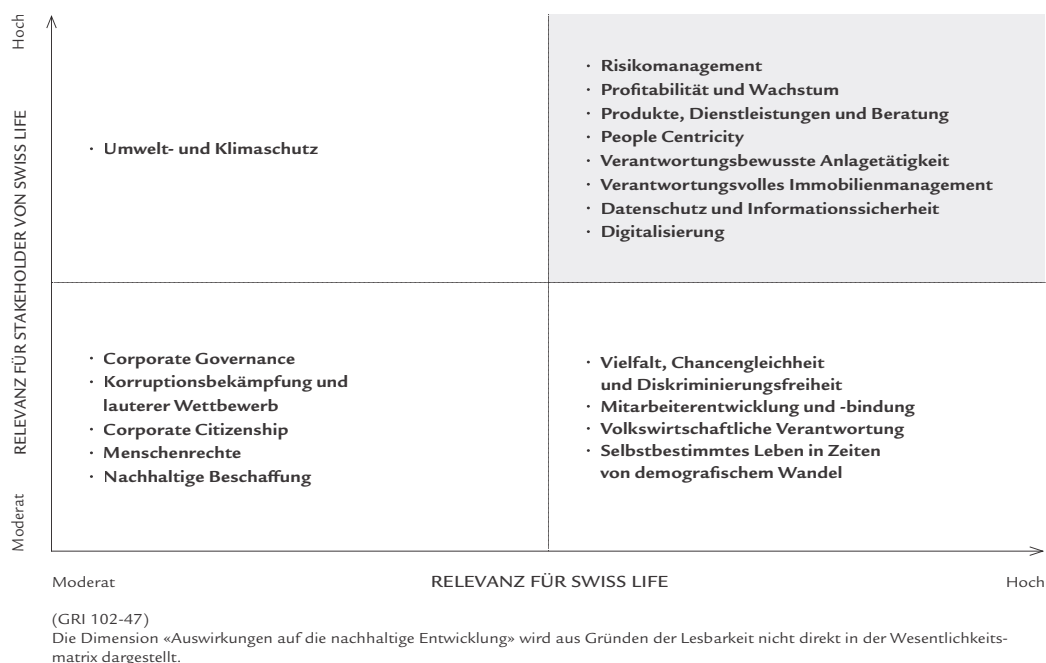 Hoch
RELEVANZ FÜR STAKEHOLDER VON SWISS LIFE
Moderat
· Umwelt- und Klimaschutz
· Risikomanagement
· Profitabilität und Wachstum
· Produkte, Dienstleistungen und Beratung
· People Centricity
· Verantwortungsbewusste Anlagetätigkeit
· Verantwortungsvolles Immobilienmanagement
· Datenschutz und Informationssicherheit
· Digitalisierung
· Corporate Governance
· Korruptionsbekämpfung und
lauterer Wettbewerb
· Corporate Citizenship
· Menschenrechte
· Nachhaltige Beschaffung
· Vielfalt, Chancengleichheit
und Diskriminierungsfreiheit
· Mitarbeiterentwicklung und -bindung
· Volkswirtschaftliche Verantwortung
· Selbstbestimmtes Leben in Zeiten
von demografischem Wandel
Moderat
RELEVANZ FÜR SWISS LIFE
Hoch
(GRI 102-47)
Die Dimension «Auswirkungen auf die nachhaltige Entwicklung» wird aus Gründen der Lesbarkeit nicht direkt in der Wesentlichkeits-
matrix dargestellt.